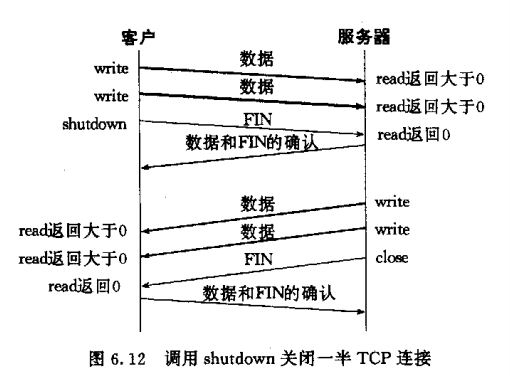 客户 服务器
write 数据 read返回大于0
write 数据 read返回大于0
shutdown FIN read返回0
数据和FIN的确认
数据 write
read返回大于0 数据 write
read返回大于0 FIN close
read返回0 数据和FIN的确认
图 6.12 调用 shutdown 关闭一半 TCP 连接